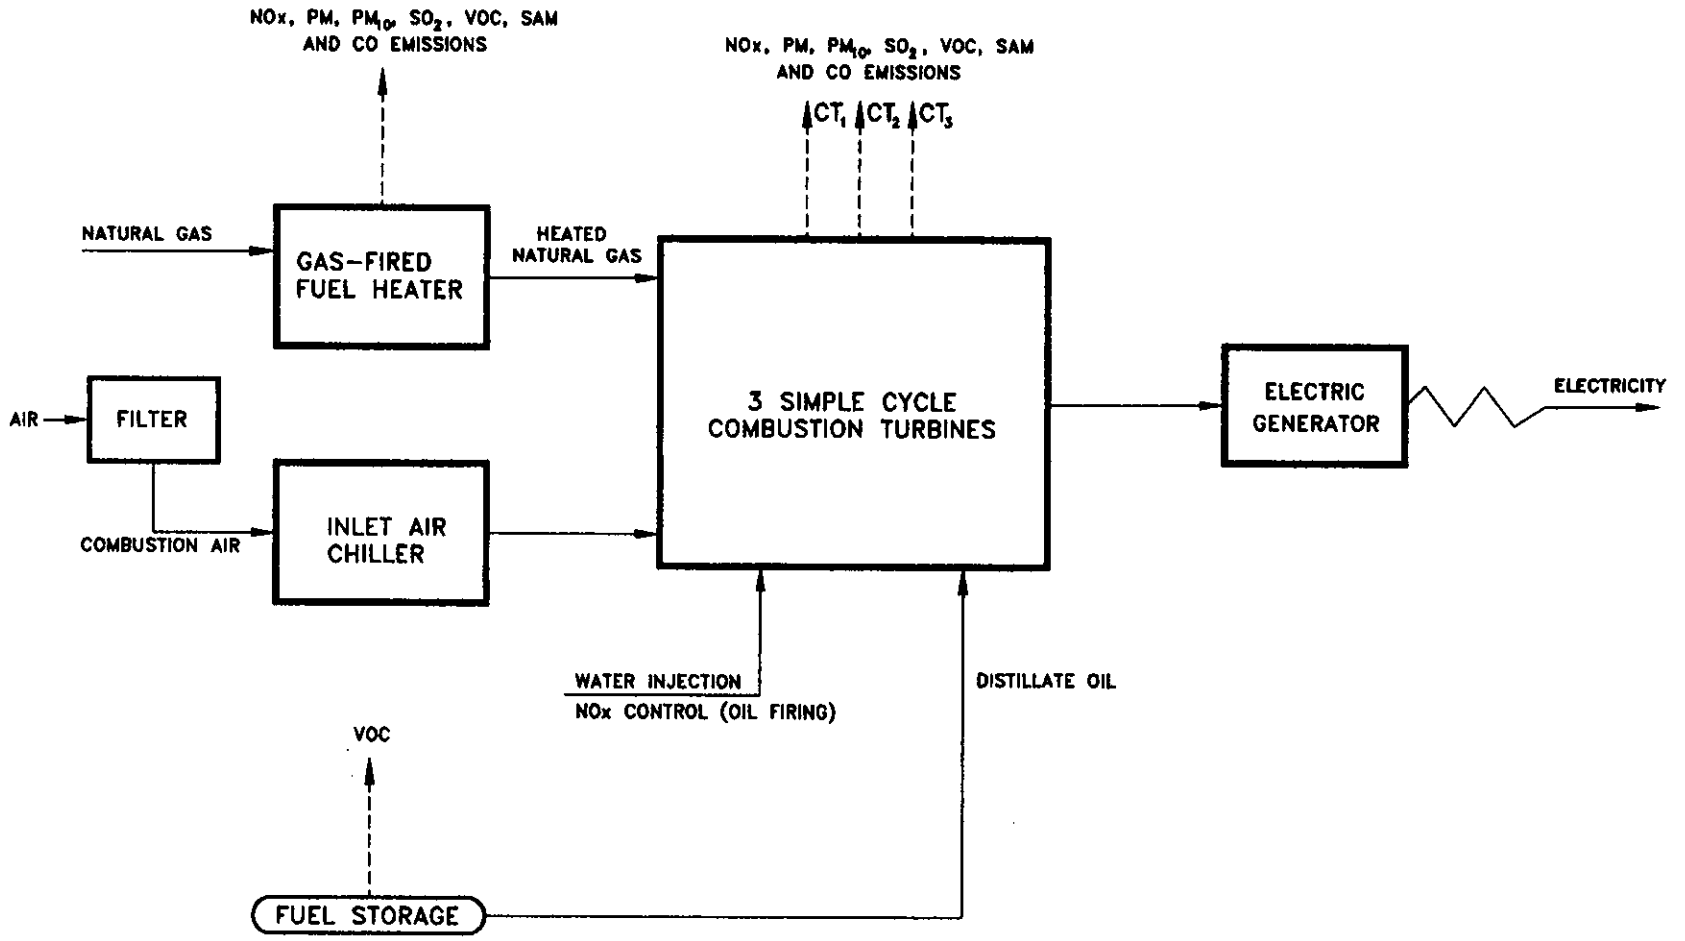 NOx, PM, PM₁₀, SO₂, VOC, SAM
AND CO EMISSIONS
NOx, PM, PM₁₀, SO₂, VOC, SAM
AND CO EMISSIONS
CT₁ CT₂ CT₃
NATURAL GAS
GAS-FIRED
FUEL HEATER
HEATED
NATURAL GAS
AIR
FILTER
COMBUSTION AIR
INLET AIR
CHILLER
3 SIMPLE CYCLE
COMBUSTION TURBINES
ELECTRIC
GENERATOR
ELECTRICITY
WATER INJECTION
NOx CONTROL (OIL FIRING)
DISTILLATE OIL
VOC
FUEL STORAGE